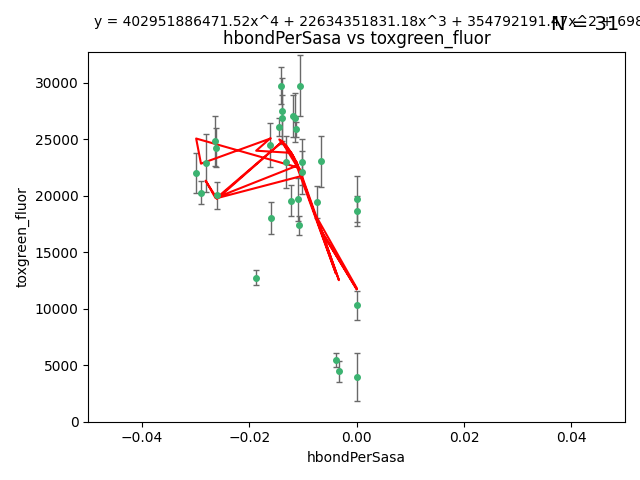 y = 402951886471.52x^4 + 22634351831.18x^3 + 354792191.47x^2 + 698
N = 31
hbondPerSasa vs toxgreen_fluor
30000
25000
20000
15000
10000
5000
0
toxgreen_fluor
−0.04
−0.02
0.00
0.02
0.04
hbondPerSasa